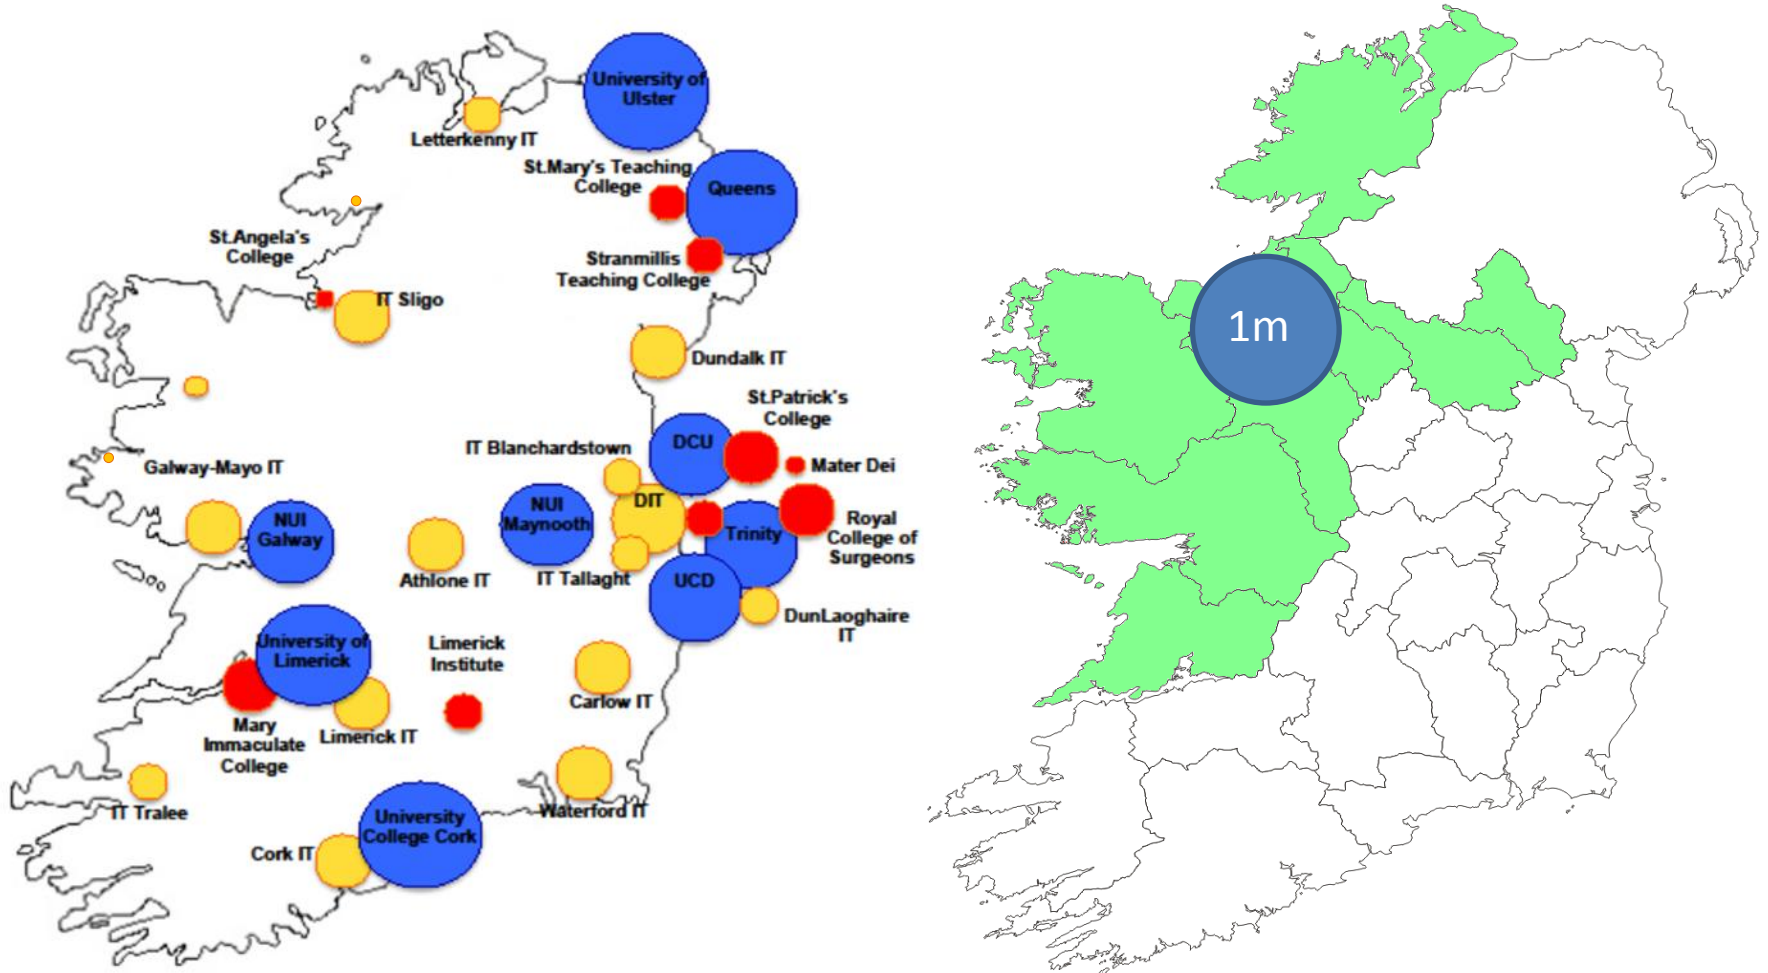 University of
Ulster
Letterkenny IT
St.Mary's Teaching
College
Queens
St.Angela's
College
Stranmillis
Teaching College
IT Sligo
Dundalk IT
St.Patrick's
College
IT Blanchardstown
DCU
Mater Dei
Galway-Mayo IT
DIT
NUI
Maynooth
NUI
Galway
Trinity
Royal
College of
Surgeons
Athlone IT
IT Tallaght
UCD
DunLaoghaire
IT
University of
Limerick
Limerick
Institute
Carlow IT
Mary
Immaculate
College
Limerick IT
IT Tralee
Waterford IT
University
College Cork
Cork IT
1m